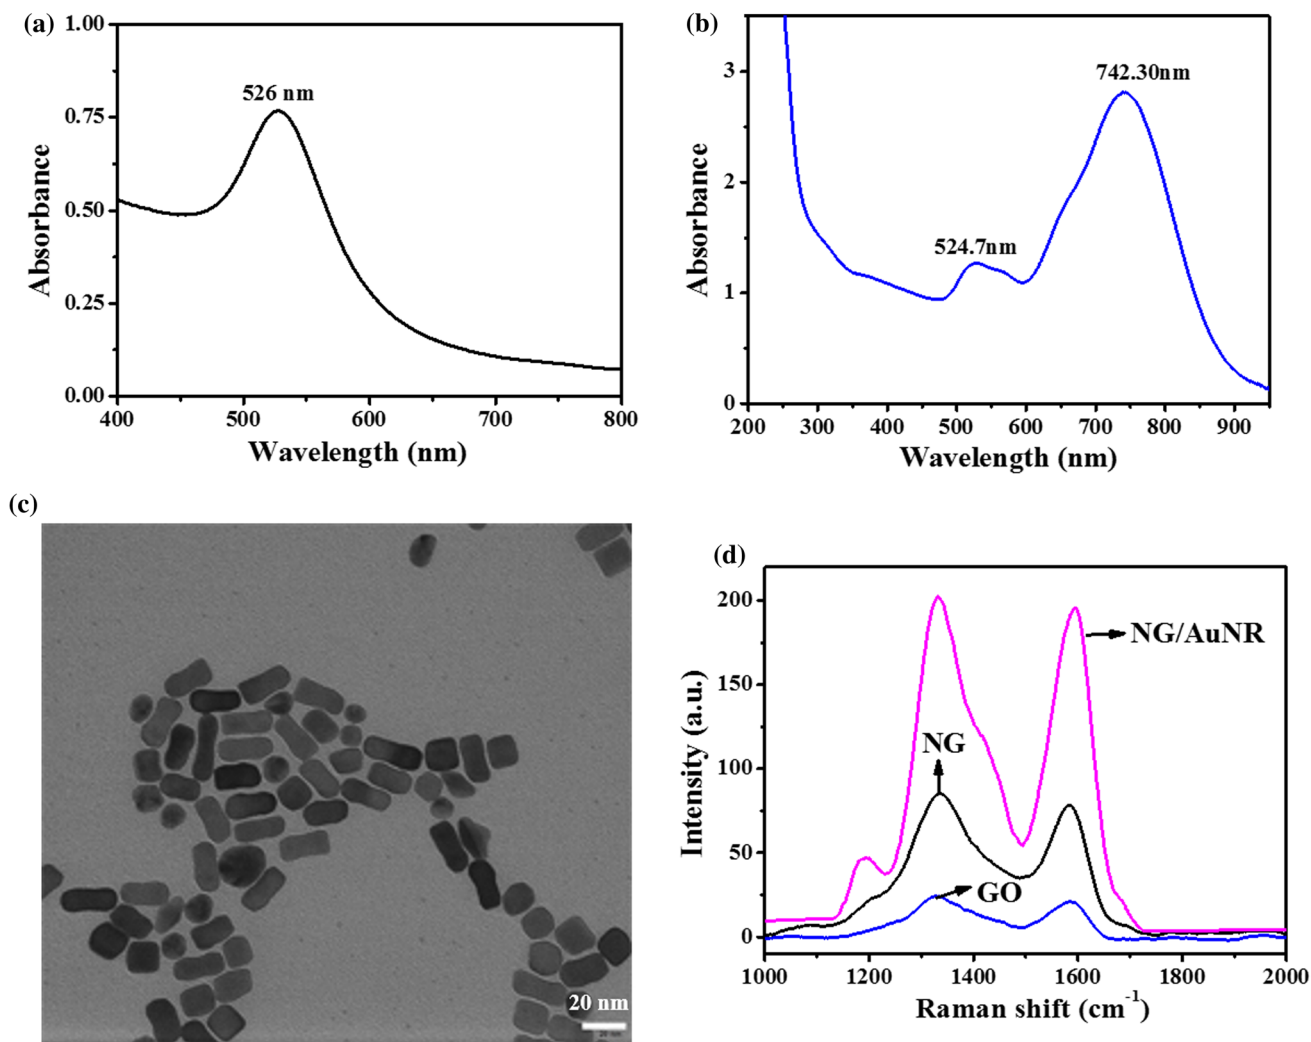 (a)
1.00
0.75
0.50
0.25
0.00
Absorbance
526 nm
400
500
600
700
800
Wavelength (nm)
(b)
3
2
1
0
Absorbance
742.30nm
524.7nm
200
300
400
500
600
700
800
900
Wavelength (nm)
(c)
20 nm
(d)
200
150
100
50
0
Intensity (a.u.)
NG/AuNR
NG
GO
1000
1200
1400
1600
1800
2000
Raman shift (cm⁻¹)